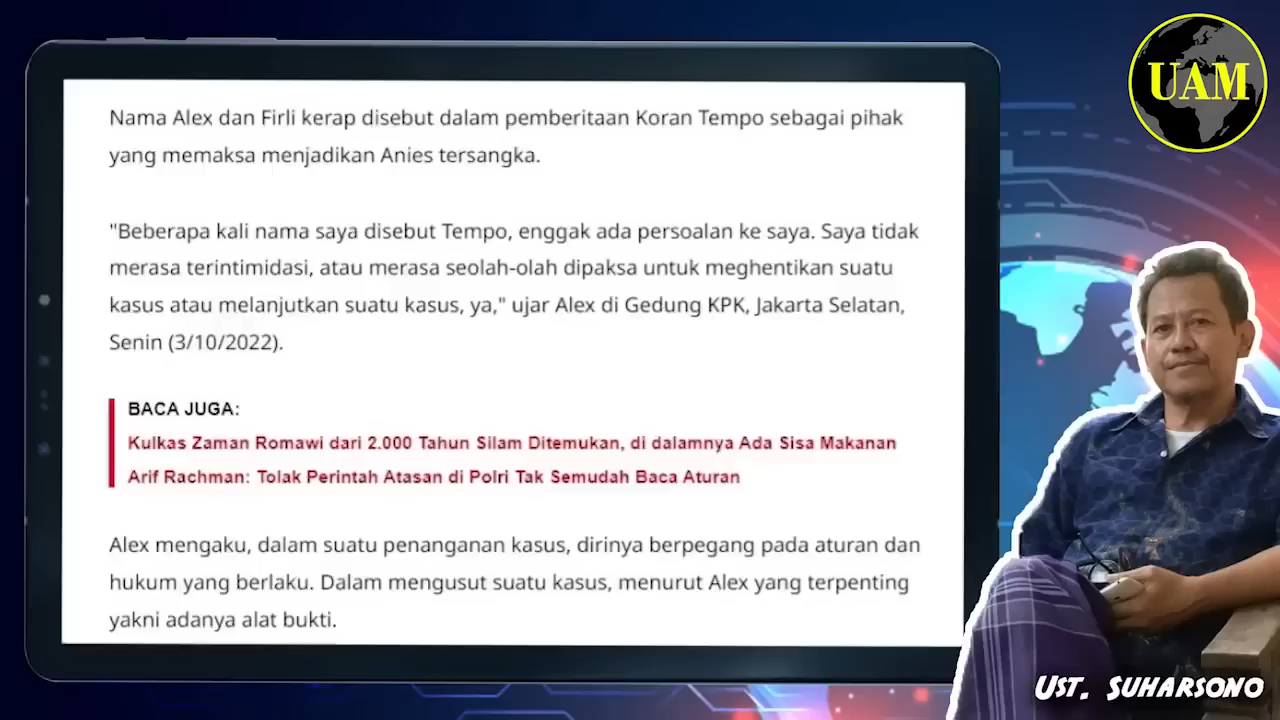 UAM
Nama Alex dan Firli kerap disebut dalam pemberitaan Koran Tempo sebagai pihak
yang memaksa menjadikan Anies tersangka.
"Beberapa kali nama saya disebut Tempo, enggak ada persoalan ke saya. Saya tidak
merasa terintimidasi, atau merasa seolah-olah dipaksa untuk meghentikan suatu
kasus atau melanjutkan suatu kasus, ya," ujar Alex di Gedung KPK, Jakarta Selatan,
Senin (3/10/2022).
BACA JUGA:
Kulkas Zaman Romawi dari 2.000 Tahun Silam Ditemukan, di dalamnya Ada Sisa Makanan
Arif Rachman: Tolak Perintah Atasan di Polri Tak Semudah Baca Aturan
Alex mengaku, dalam suatu penanganan kasus, dirinya berpegang pada aturan dan
hukum yang berlaku. Dalam mengusut suatu kasus, menurut Alex yang terpenting
yakni adanya alat bukti.
UST. SUHARSONO